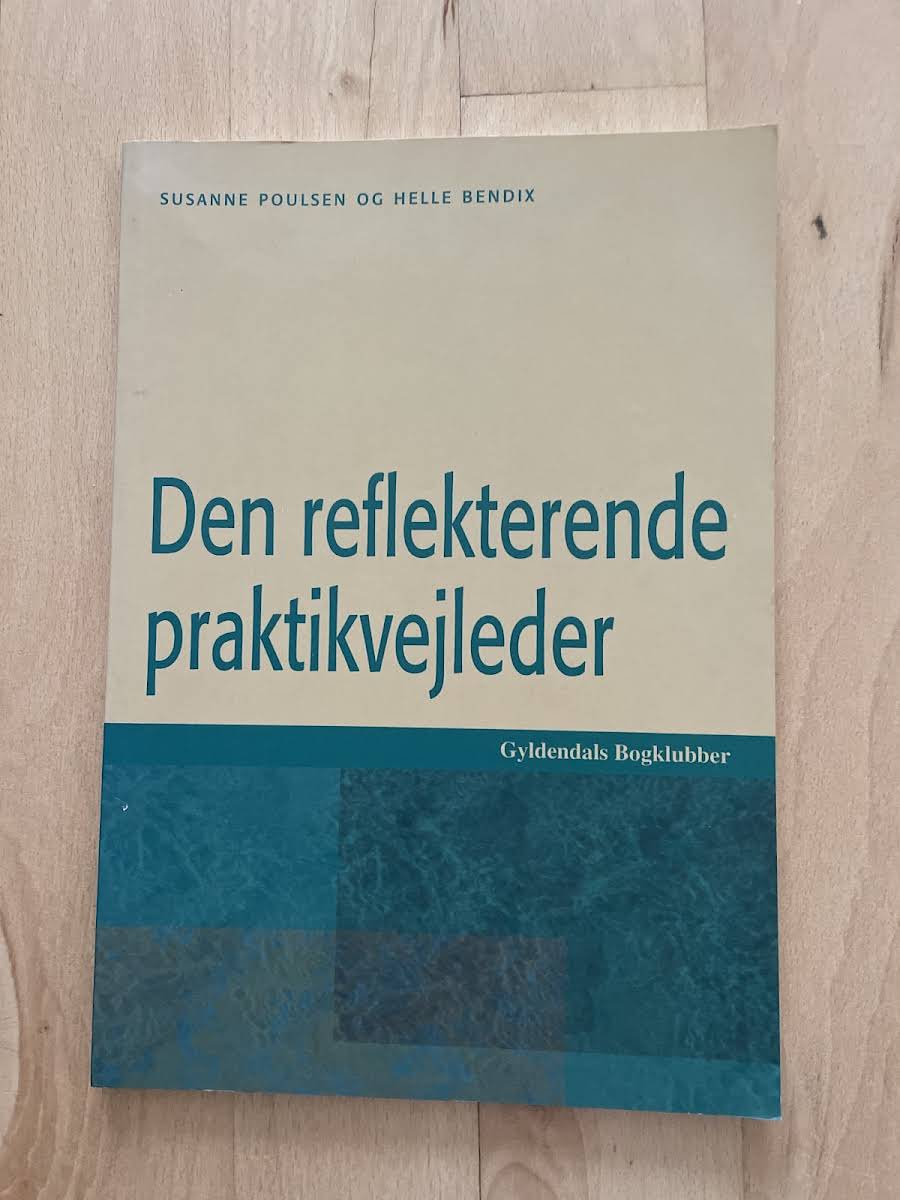 SUSANNE POULSEN OG HELLE BENDIX
Den reflekterende
praktikvejleder
Gyldendals Bogklubber